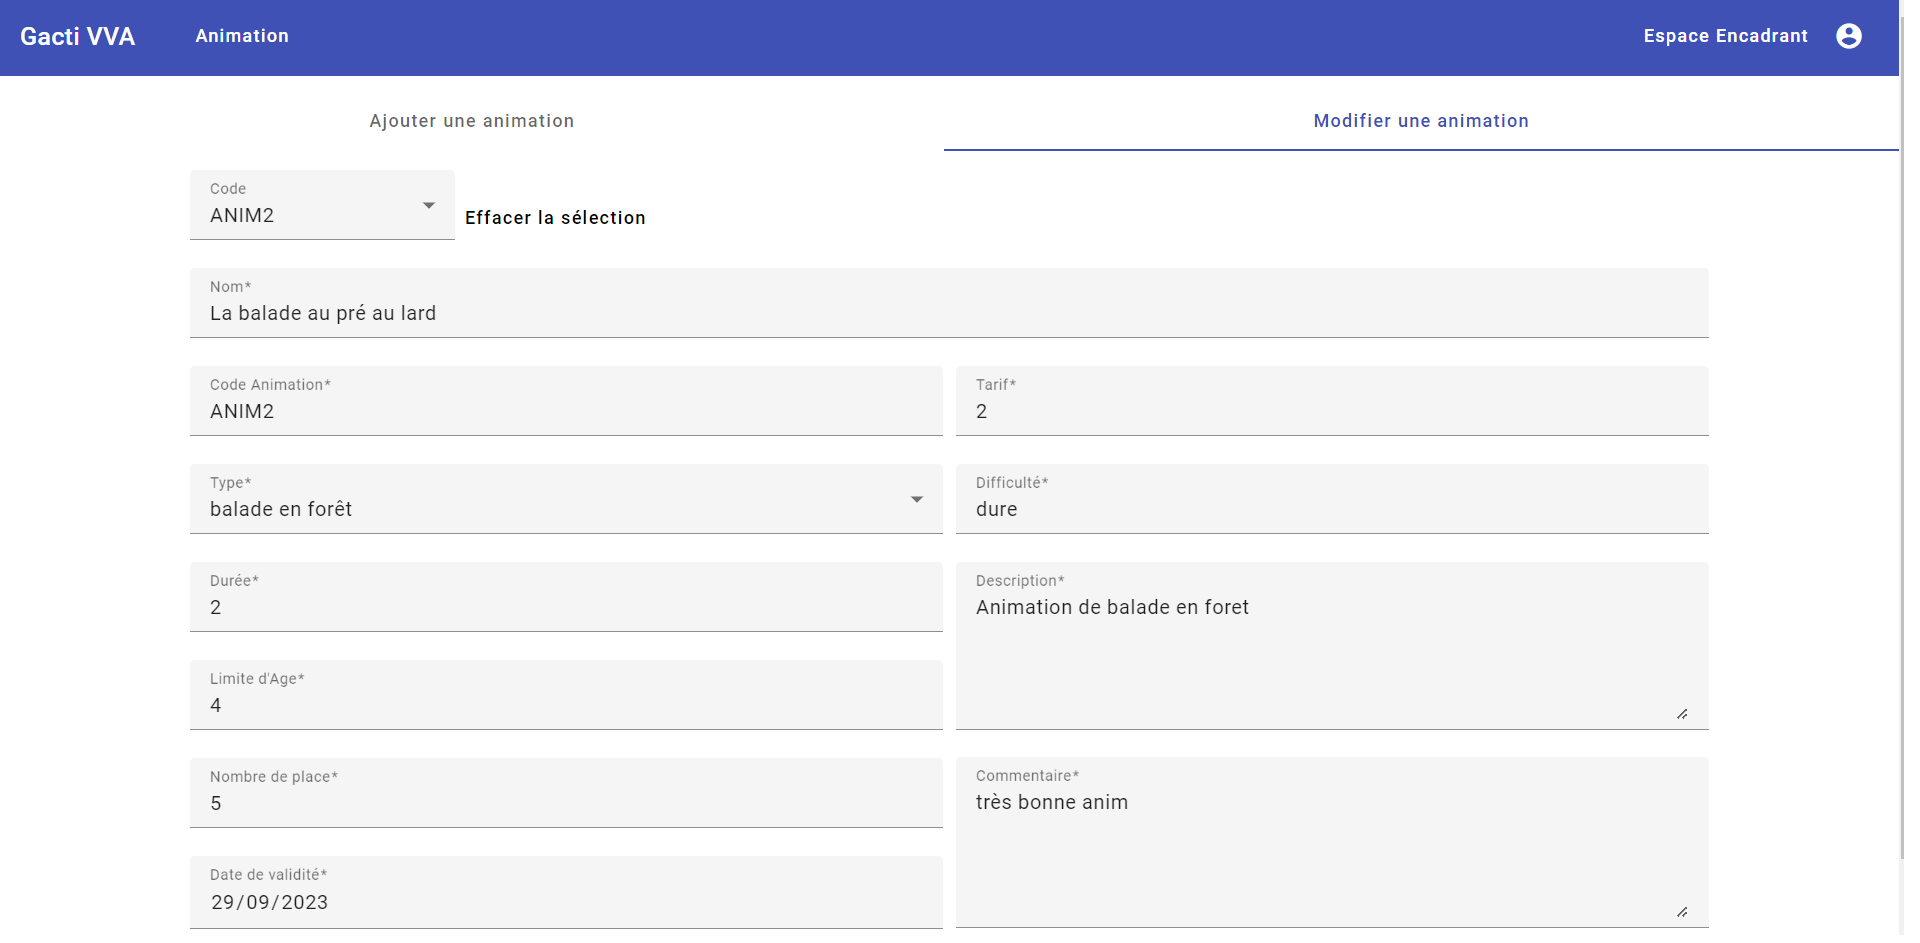 Gacti VVA
Animation
Espace Encadrant
Ajouter une animation
Modifier une animation
Code
ANIM2
Effacer la sélection
Nom*
La balade au pré au lard
Code Animation*
ANIM2
Tarif*
2
Type*
balade en forêt
Difficulté*
dure
Durée*
2
Description*
Animation de balade en foret
Limite d'Age*
4
Nombre de place*
5
Commentaire*
très bonne anim
Date de validité*
29/09/2023